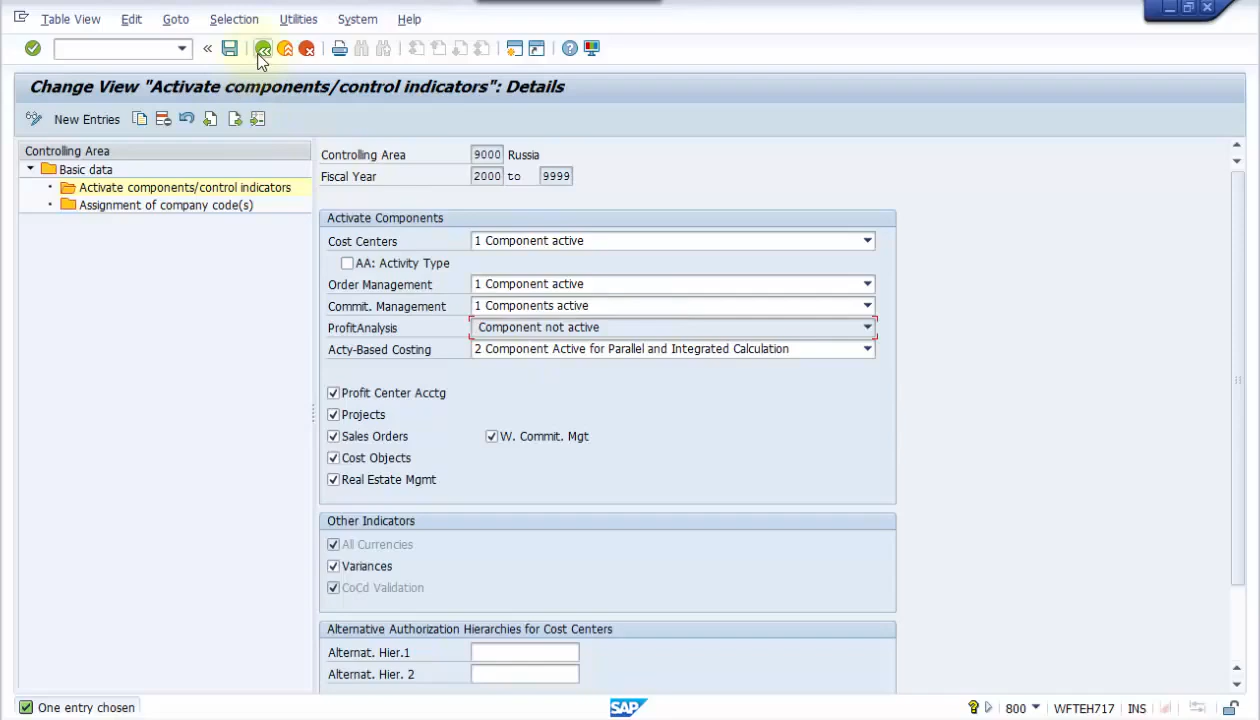 Table View Edit Goto Selection Utilities System Help
Change View "Activate components/control indicators": Details
New Entries
Controlling Area
Basic data
Activate components/control indicators
Assignment of company code(s)
Controlling Area 9000 Russia
Fiscal Year 2000 to 9999
Activate Components
Cost Centers 1 Component active
AA: Activity Type
Order Management 1 Component active
Commit. Management 1 Components active
ProfitAnalysis Component not active
Acty-Based Costing 2 Component Active for Parallel and Integrated Calculation
Profit Center Acctg
Projects
Sales Orders W. Commit. Mgt
Cost Objects
Real Estate Mgmt
Other Indicators
All Currencies
Variances
CoCd Validation
Alternative Authorization Hierarchies for Cost Centers
Alternat. Hier.1
Alternat. Hier. 2
One entry chosen SAP 800 WFTEH717 INS